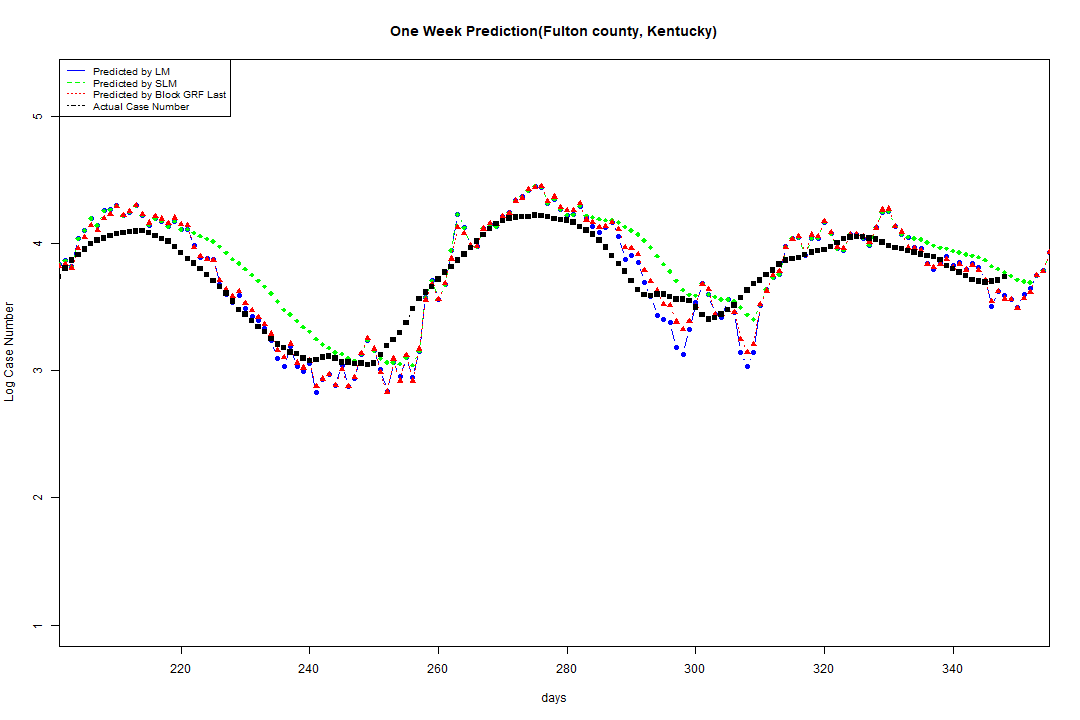 One Week Prediction(Fulton county, Kentucky)
Predicted by LM
Predicted by SLM
Predicted by Block GRF Last
Actual Case Number
5
4
3
2
1
Log Case Number
220 240 260 280 300 320 340
days